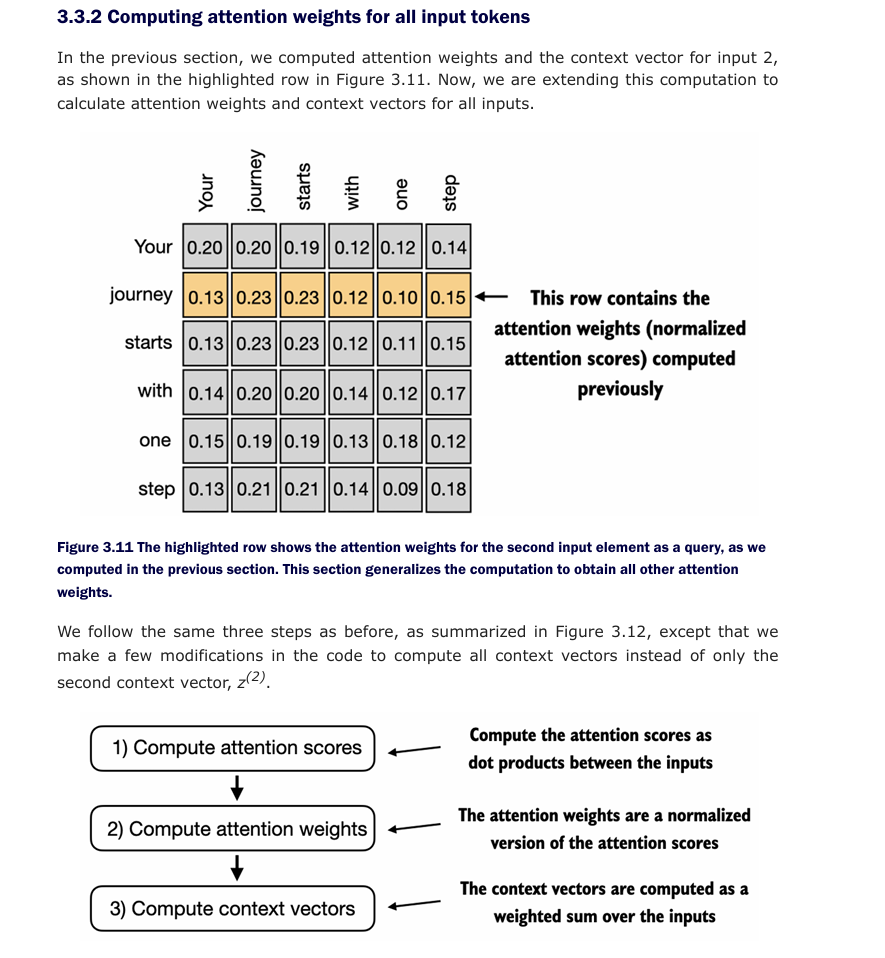 3.3.2 Computing attention weights for all input tokens
In the previous section, we computed attention weights and the context vector for input 2,
as shown in the highlighted row in Figure 3.11. Now, we are extending this computation to
calculate attention weights and context vectors for all inputs.
Your journey starts with one step
Your 0.20 0.20 0.19 0.12 0.12 0.14
journey 0.13 0.23 0.23 0.12 0.10 0.15
starts 0.13 0.23 0.23 0.12 0.11 0.15
with 0.14 0.20 0.20 0.14 0.12 0.17
one 0.15 0.19 0.19 0.13 0.18 0.12
step 0.13 0.21 0.21 0.14 0.09 0.18
This row contains the
attention weights (normalized
attention scores) computed
previously
Figure 3.11 The highlighted row shows the attention weights for the second input element as a query, as we
computed in the previous section. This section generalizes the computation to obtain all other attention
weights.
We follow the same three steps as before, as summarized in Figure 3.12, except that we
make a few modifications in the code to compute all context vectors instead of only the
second context vector, z(2).
1) Compute attention scores
Compute the attention scores as
dot products between the inputs
2) Compute attention weights
The attention weights are a normalized
version of the attention scores
3) Compute context vectors
The context vectors are computed as a
weighted sum over the inputs